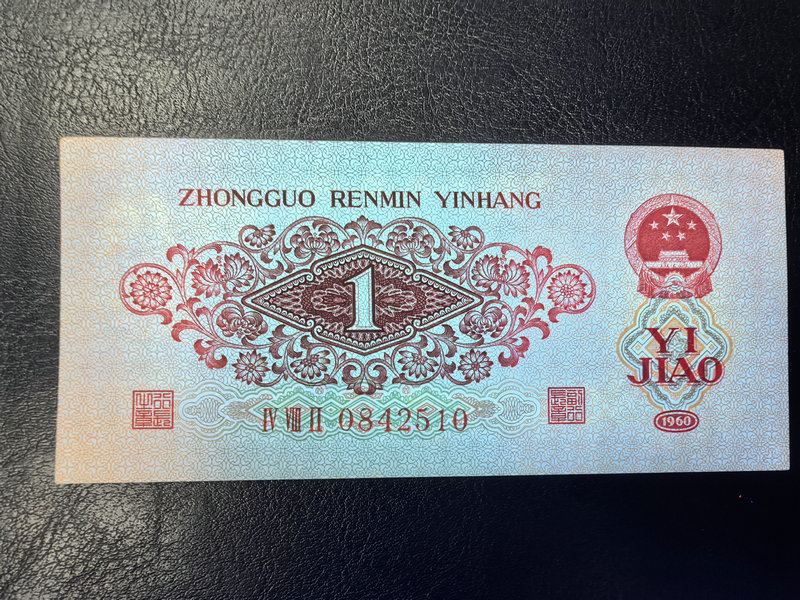 ZHONGGUO RENMIN YINHANG
1
YI
JIAO
IV VIII II 0842510
1960